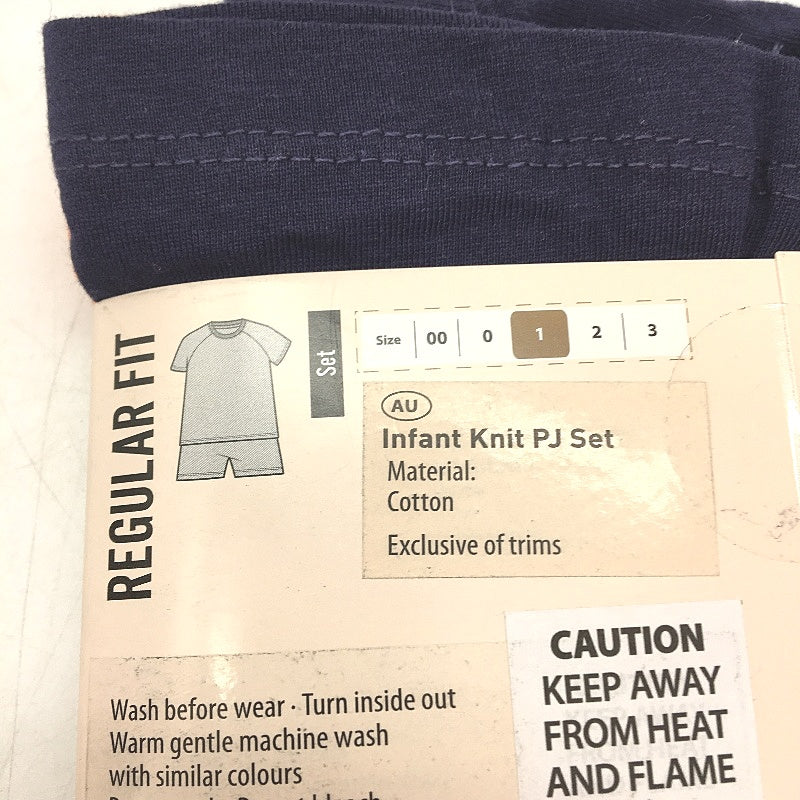 REGULAR FIT
Set
Size 00 0 1 2 3
AU
Infant Knit PJ Set
Material:
Cotton
Exclusive of trims
Wash before wear · Turn inside out
Warm gentle machine wash
with similar colours
CAUTION
KEEP AWAY
FROM HEAT
AND FLAME